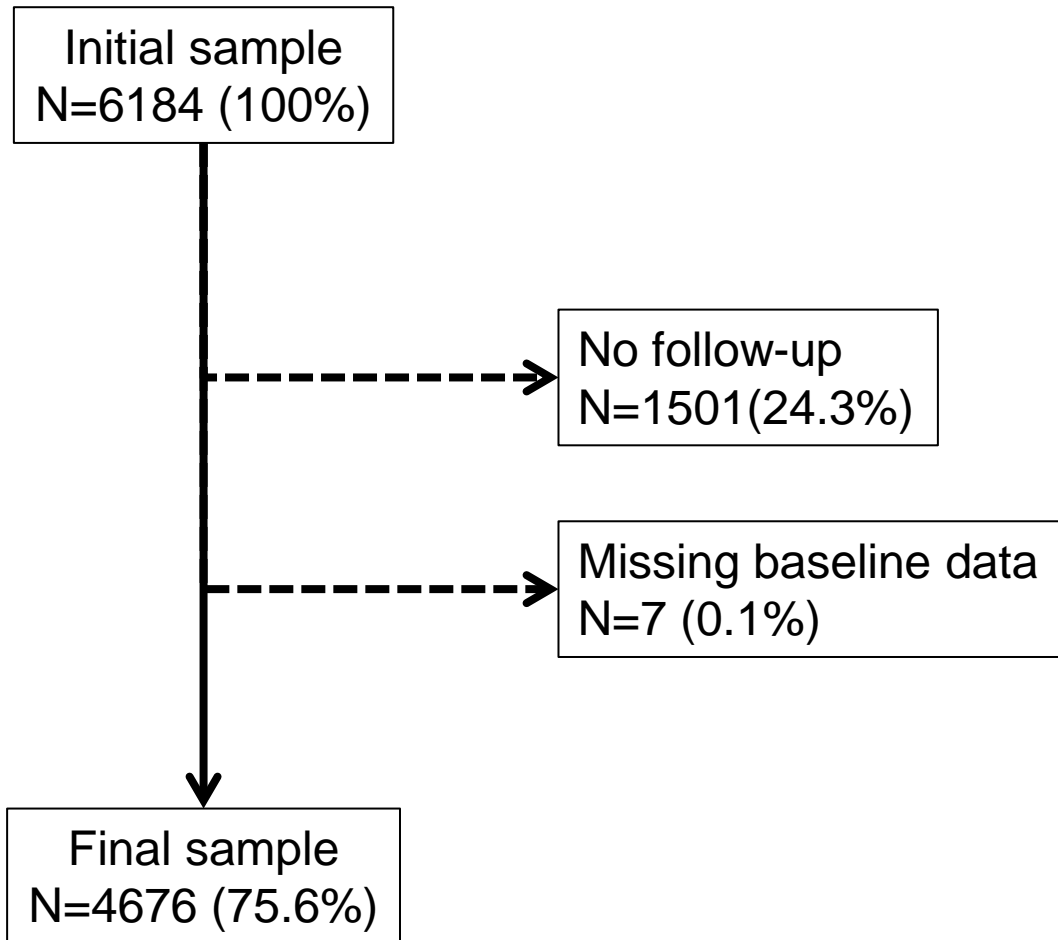 Initial sample
N=6184 (100%)
No follow-up
N=1501(24.3%)
Missing baseline data
N=7 (0.1%)
Final sample
N=4676 (75.6%)